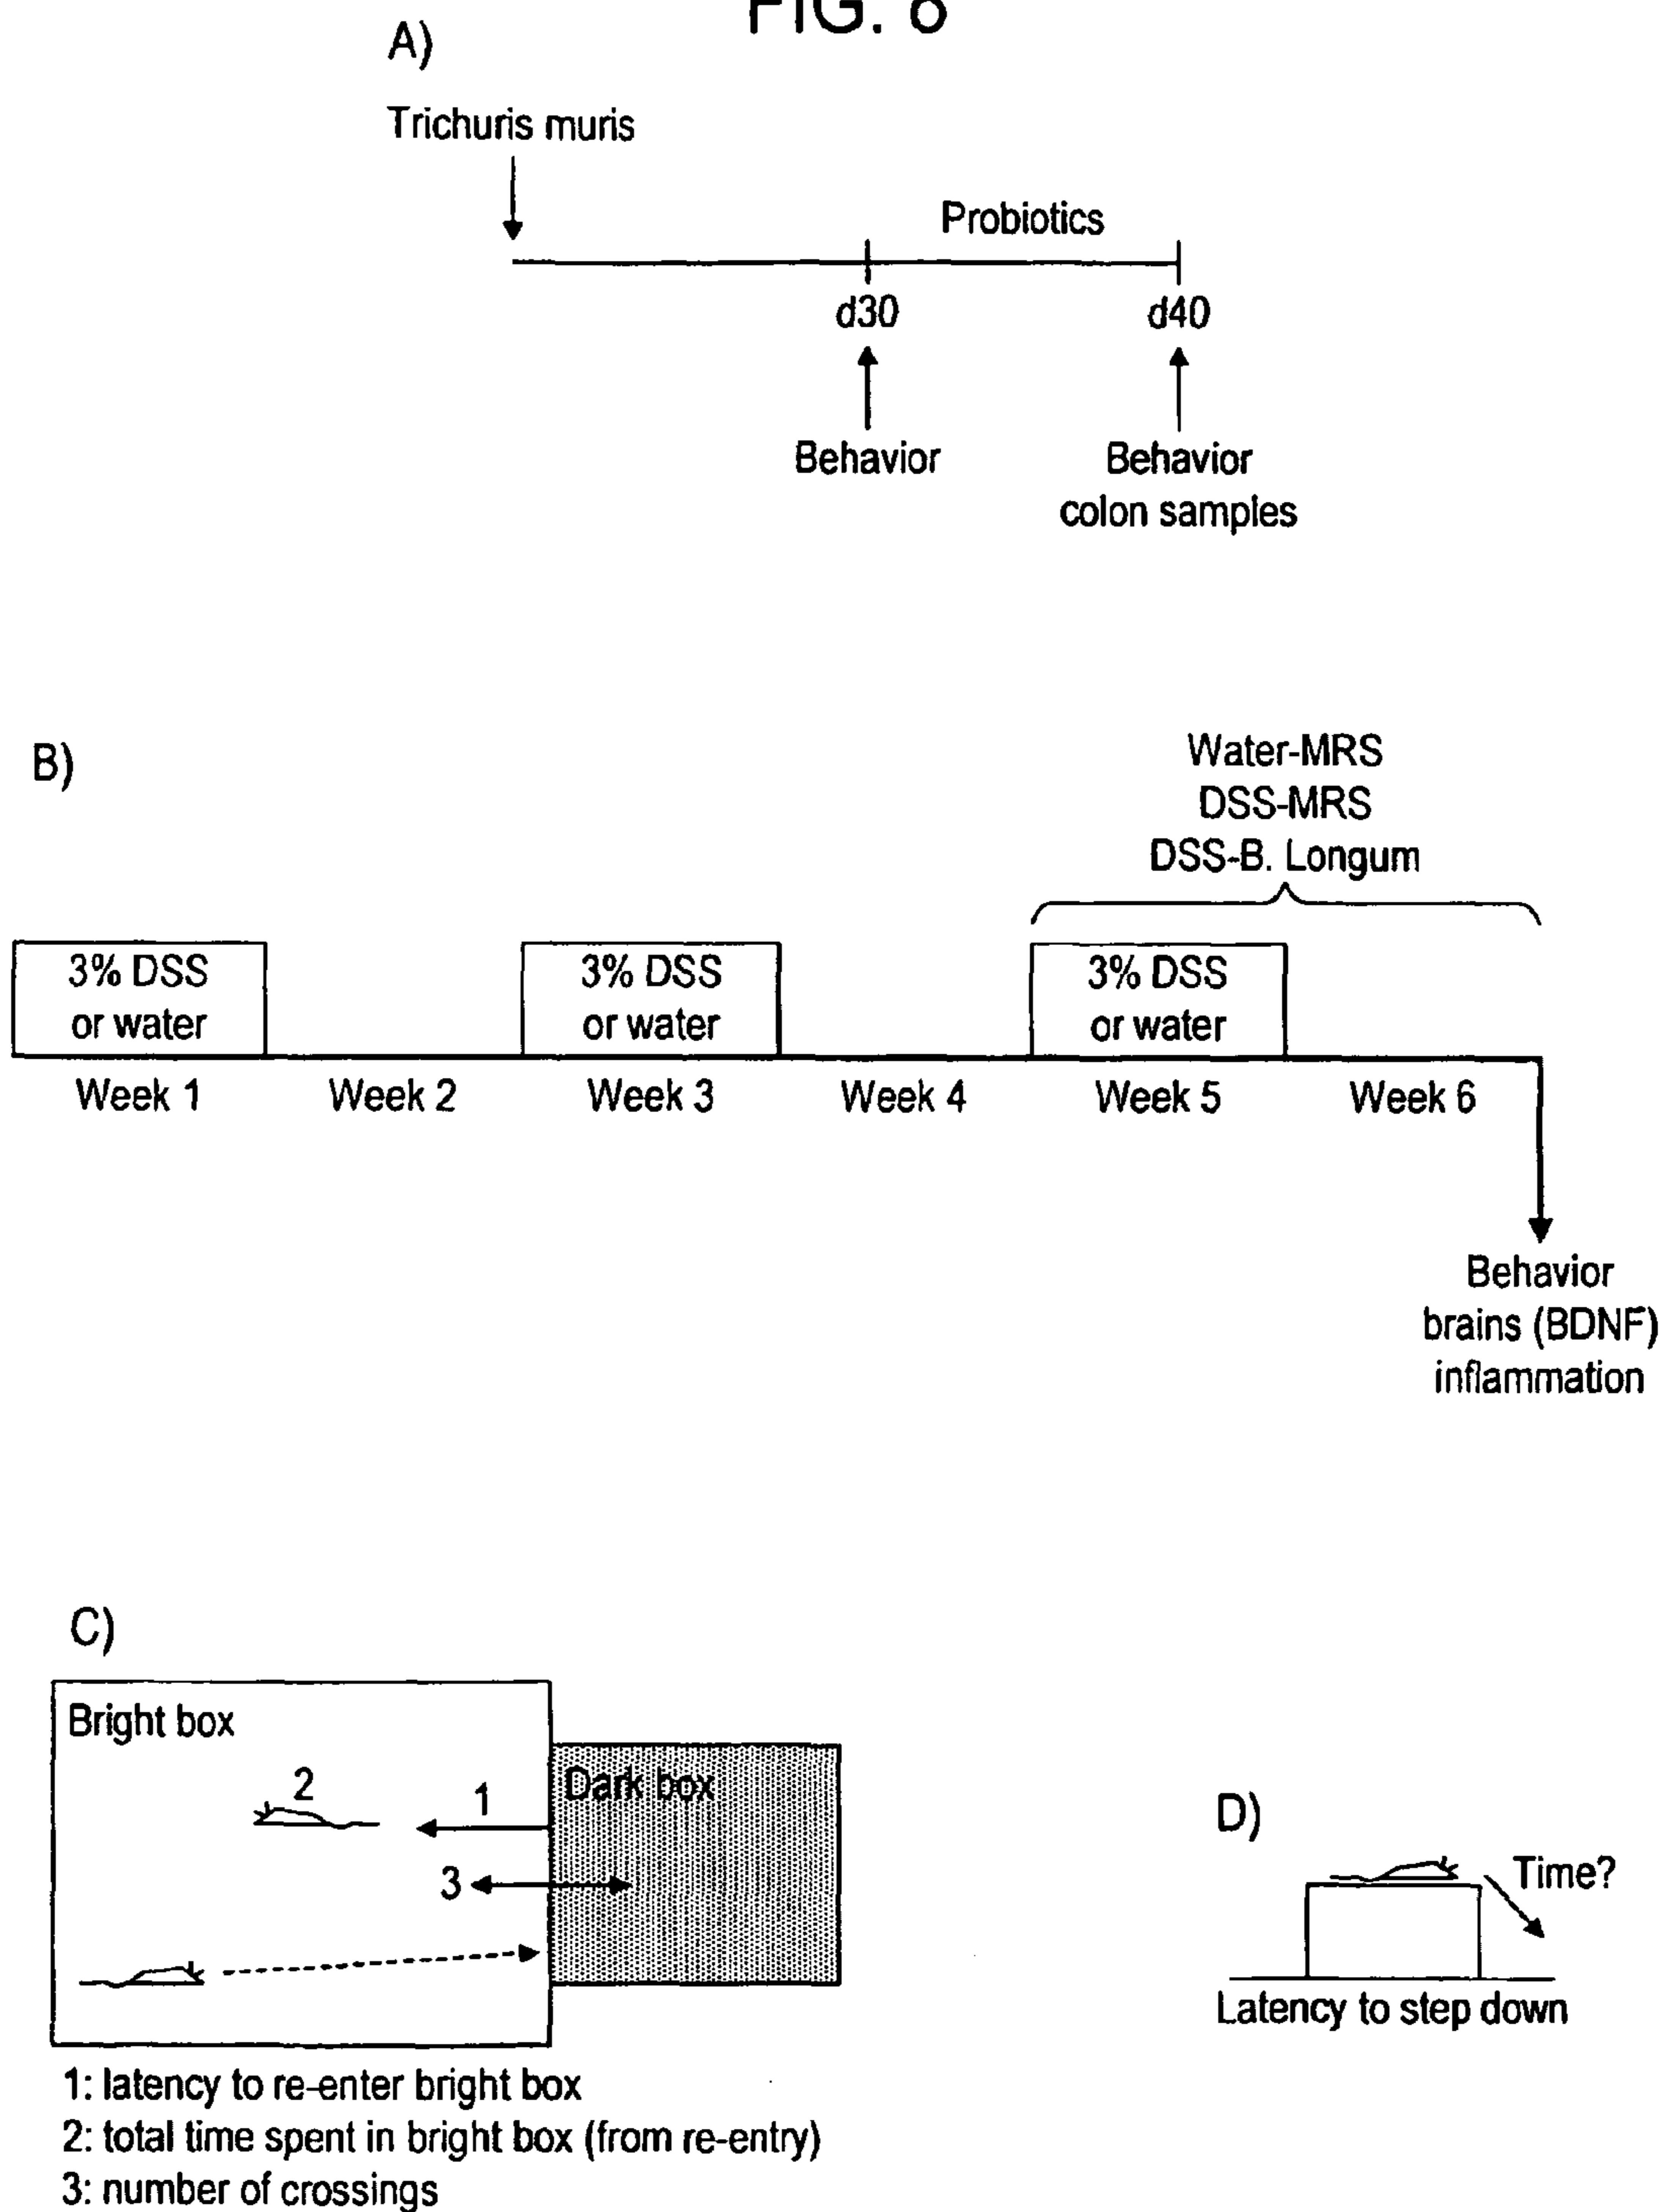 FIG. 6
A)
Trichuris muris
Probiotics
d30
d40
Behavior
Behavior
colon samples
B)
Water-MRS
DSS-MRS
DSS-B. Longum
3% DSS
or water
3% DSS
or water
3% DSS
or water
Week 1
Week 2
Week 3
Week 4
Week 5
Week 6
Behavior
brains (BDNF)
inflammation
C)
Bright box
2
1
Dark box
3
1: latency to re-enter bright box
2: total time spent in bright box (from re-entry)
3: number of crossings
D)
Time?
Latency to step down